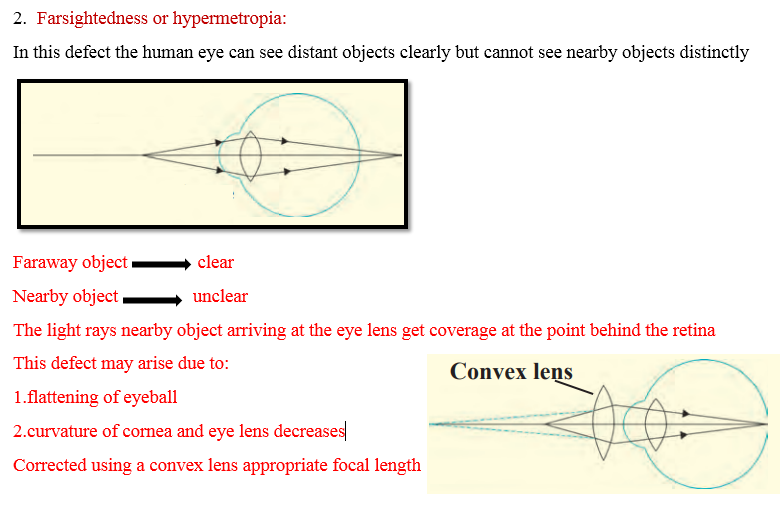 2. Farsightedness or hypermetropia:
In this defect the human eye can see distant objects clearly but cannot see nearby objects distinctly
Faraway object clear
Nearby object unclear
The light rays nearby object arriving at the eye lens get coverage at the point behind the retina
This defect may arise due to:
1.flattening of eyeball
2.curvature of cornea and eye lens decreases
Corrected using a convex lens appropriate focal length
Convex lens